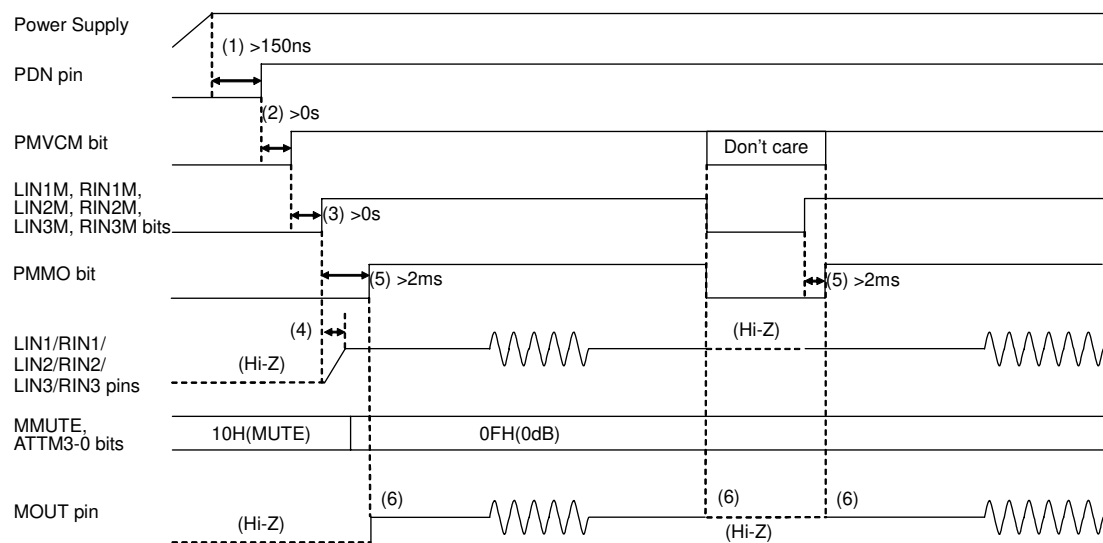 Power Supply
(1) >150ns
PDN pin
(2) >0s
PMVCM bit
Don't care
LIN1M, RIN1M,
LIN2M, RIN2M,
LIN3M, RIN3M bits
(3) >0s
PMMO bit
(5) >2ms
(5) >2ms
(4)
LIN1/RIN1/
LIN2/RIN2/
LIN3/RIN3 pins
(Hi-Z)
(Hi-Z)
MMUTE,
ATTM3-0 bits
10H(MUTE)
0FH(0dB)
MOUT pin
(Hi-Z)
(6)
(6)
(Hi-Z)
(6)